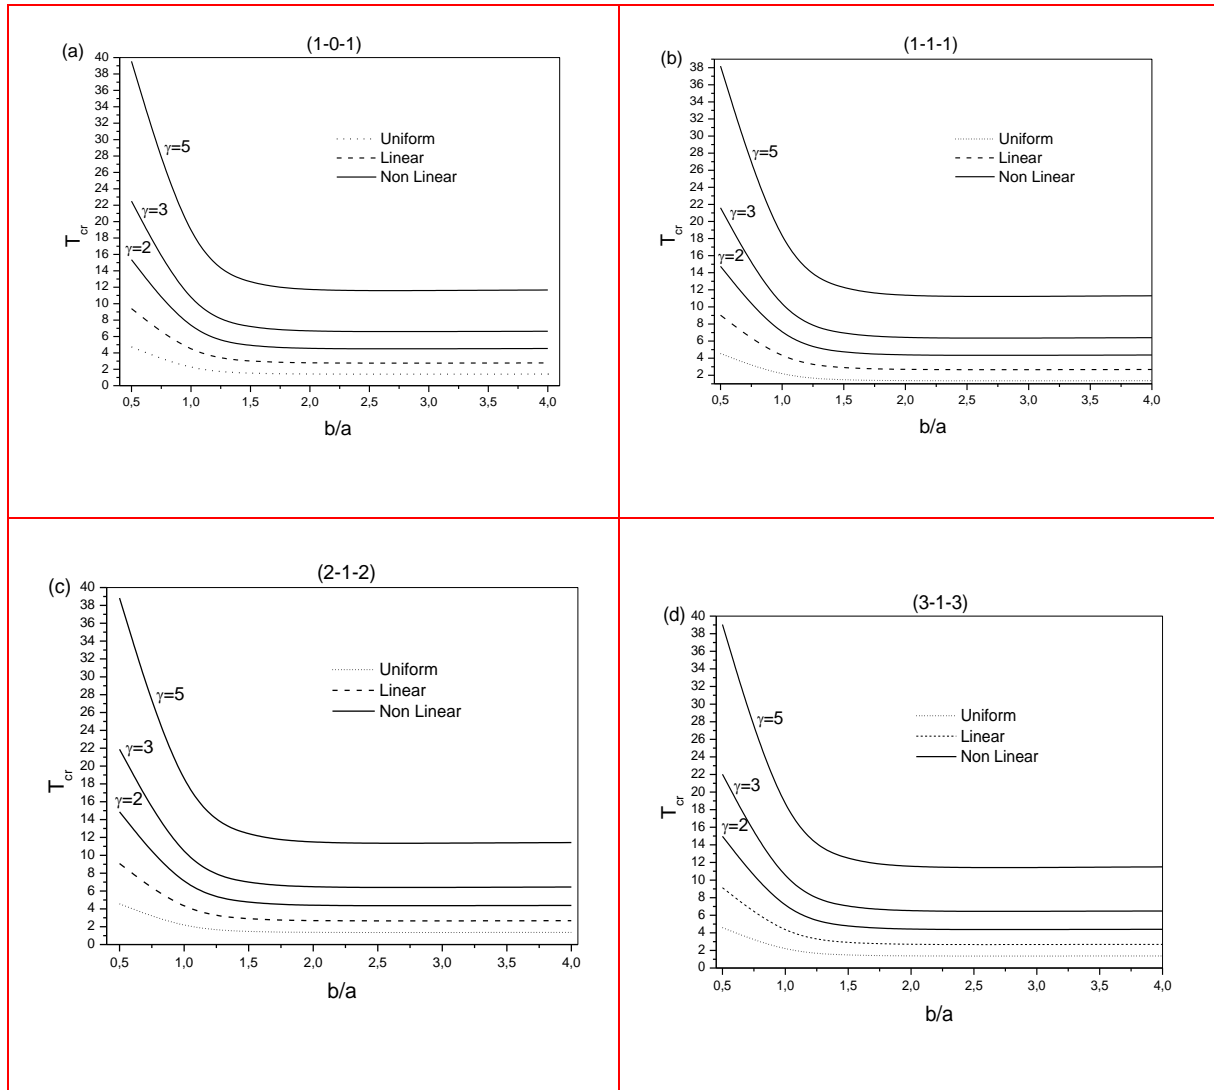 (a)
(1-0-1)
40
38
36
34
32
30
28
26
24
22
20
18
16
14
12
10
8
6
4
2
0
T_cr
γ=5
γ=3
γ=2
Uniform
Linear
Non Linear
0,5 1,0 1,5 2,0 2,5 3,0 3,5 4,0
b/a
(b)
(1-1-1)
38
36
34
32
30
28
26
24
22
20
18
16
14
12
10
8
6
4
2
T_cr
γ=5
γ=3
γ=2
Uniform
Linear
Non Linear
0,5 1,0 1,5 2,0 2,5 3,0 3,5 4,0
b/a
(c)
(2-1-2)
40
38
36
34
32
30
28
26
24
22
20
18
16
14
12
10
8
6
4
2
0
T_cr
γ=5
γ=3
γ=2
Uniform
Linear
Non Linear
0,5 1,0 1,5 2,0 2,5 3,0 3,5 4,0
b/a
(d)
(3-1-3)
40
38
36
34
32
30
28
26
24
22
20
18
16
14
12
10
8
6
4
2
0
T_cr
γ=5
γ=3
γ=2
Uniform
Linear
Non Linear
0,5 1,0 1,5 2,0 2,5 3,0 3,5 4,0
b/a